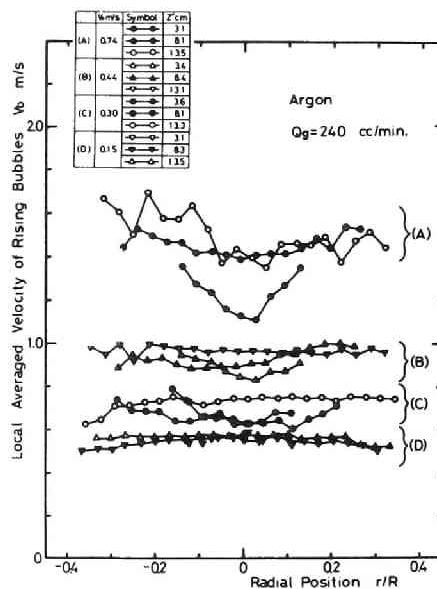 V₀ m/s Symbol Z'cm
(A) 0.74 3.1
8.1
13.5
(B) 0.44 3.4
8.4
13.1
(C) 0.30 3.6
8.1
13.3
(D) 0.15 3.1
8.3
13.5
Argon
Qg=240 cc/min.
Local Averaged Velocity of Rising Bubbles Vb m/s
2.0
1.0
0
(A)
(B)
(C)
(D)
-0.4 -0.2 0 0.2 0.4
Radial Position r/R